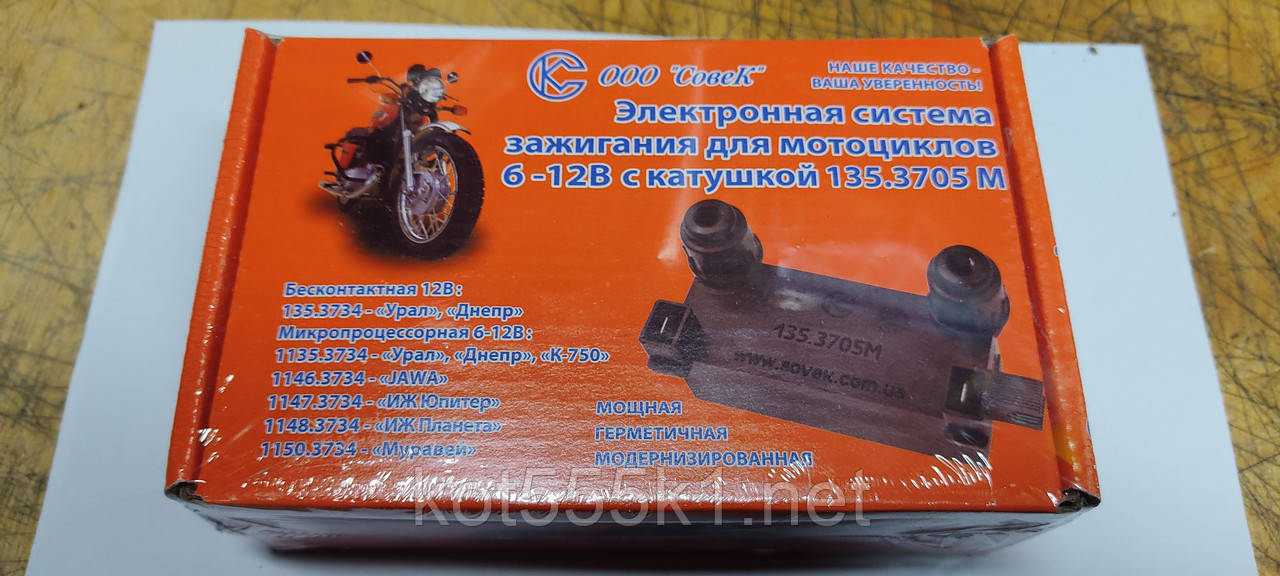 ООО "СовеК"
НАШЕ КАЧЕСТВО -
ВАША УВЕРЕННОСТЬ!
Электронная система
зажигания для мотоциклов
6 -12В с катушкой 135.3705 М
Бесконтактная 12В:
135.3734 - «Урал», «Днепр»
Микропроцессорная 6-12В:
1135.3734 - «Урал», «Днепр», «К-750»
1146.3734 - «JAWA»
1147.3734 - «ИЖ Юпитер»
1148.3734 - «ИЖ Планета»
1150.3734 - «Муравей»
135.3705М
www.sovek.com.ua
МОЩНАЯ
ГЕРМЕТИЧНАЯ
МОДЕРНИЗИРОВАННАЯ
kot555k1.net